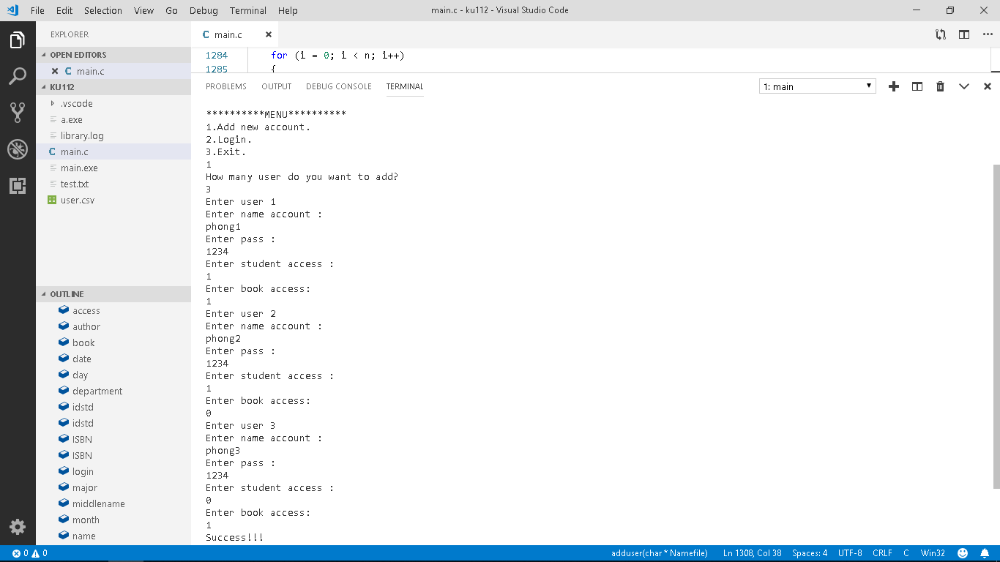 File Edit Selection View Go Debug Terminal Help main.c - ku112 - Visual Studio Code
EXPLORER
OPEN EDITORS
main.c
KU112
.vscode
a.exe
library.log
main.c
main.exe
test.txt
user.csv
OUTLINE
access
author
book
date
day
department
idstd
idstd
ISBN
ISBN
login
major
middlename
month
name
main.c
1284 for (i = 0; i < n; i++)
1285 {
PROBLEMS OUTPUT DEBUG CONSOLE TERMINAL 1: main
**********MENU**********
1.Add new account.
2.Login.
3.Exit.
1
How many user do you want to add?
3
Enter user 1
Enter name account :
phong1
Enter pass :
1234
Enter student access :
1
Enter book access:
1
Enter user 2
Enter name account :
phong2
Enter pass :
1234
Enter student access :
1
Enter book access:
0
Enter user 3
Enter name account :
phong3
Enter pass :
1234
Enter student access :
0
Enter book access:
1
Success!!!
0 0 adduser(char * Namefile) Ln 1308, Col 38 Spaces: 4 UTF-8 CRLF C Win32